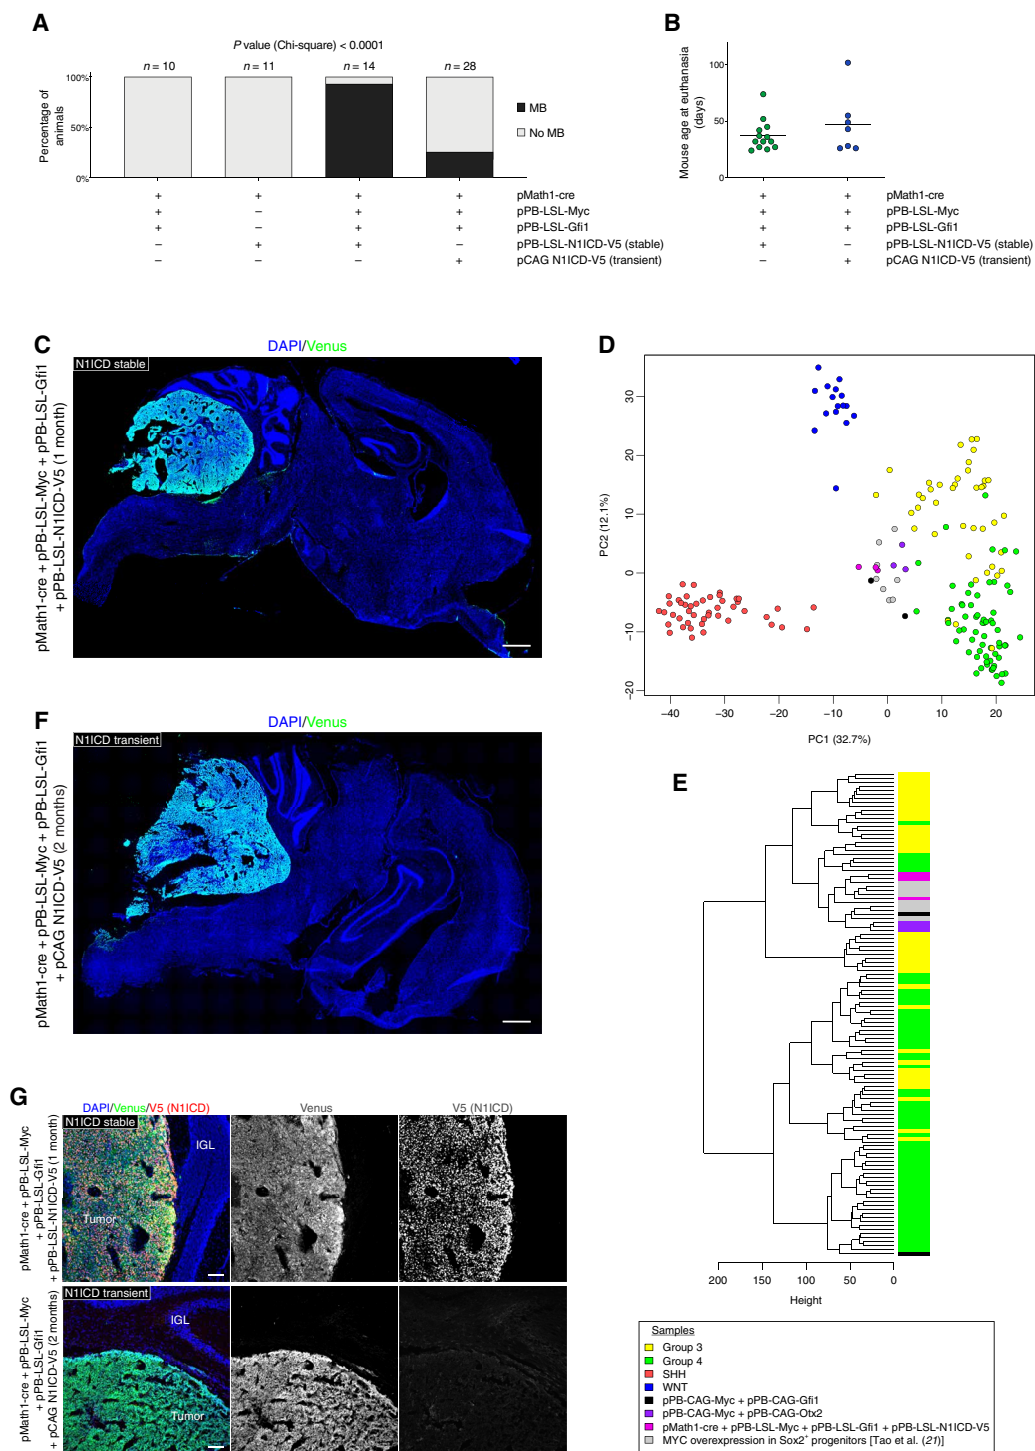 A
P value (Chi-square) < 0.0001
n = 10
n = 11
n = 14
n = 28
100%
50%
0%
Percentage of animals
MB
No MB
+ + + + pMath1-cre
+ – + + pPB-LSL-Myc
+ – + + pPB-LSL-Gfi1
– + + – pPB-LSL-N1ICD-V5 (stable)
– – – + pCAG N1ICD-V5 (transient)
B
Mouse age at euthanasia (days)
100
50
0
+ + pMath1-cre
+ + pPB-LSL-Myc
+ + pPB-LSL-Gfi1
+ – pPB-LSL-N1ICD-V5 (stable)
– + pCAG N1ICD-V5 (transient)
C
DAPI/Venus
N1ICD stable
pMath1-cre + pPB-LSL-Myc + pPB-LSL-Gfi1
+ pPB-LSL-N1ICD-V5 (1 month)
D
PC2 (12.1%)
30
20
10
0
−10
−20
−40 −30 −20 −10 0 10 20
PC1 (32.7%)
F
DAPI/Venus
N1ICD transient
pMath1-cre + pPB-LSL-Myc + pPB-LSL-Gfi1
+ pCAG N1ICD-V5 (2 months)
E
200 150 100 50 0
Height
G
DAPI/Venus/V5 (N1ICD)
Venus
V5 (N1ICD)
N1ICD stable
IGL
Tumor
pMath1-cre + pPB-LSL-Myc
+ pPB-LSL-Gfi1
+ pPB-LSL-N1ICD-V5 (1 month)
N1ICD transient
IGL
Tumor
pMath1-cre + pPB-LSL-Myc
+ pPB-LSL-Gfi1
+ pCAG N1ICD-V5 (2 months)
Samples
Group 3
Group 4
SHH
WNT
pPB-CAG-Myc + pPB-CAG-Gfi1
pPB-CAG-Myc + pPB-CAG-Otx2
pMath1-cre + pPB-LSL-Myc + pPB-LSL-Gfi1 + pPB-LSL-N1ICD-V5
MYC overexpression in Sox2⁺ progenitors [Tao et al. (21)]